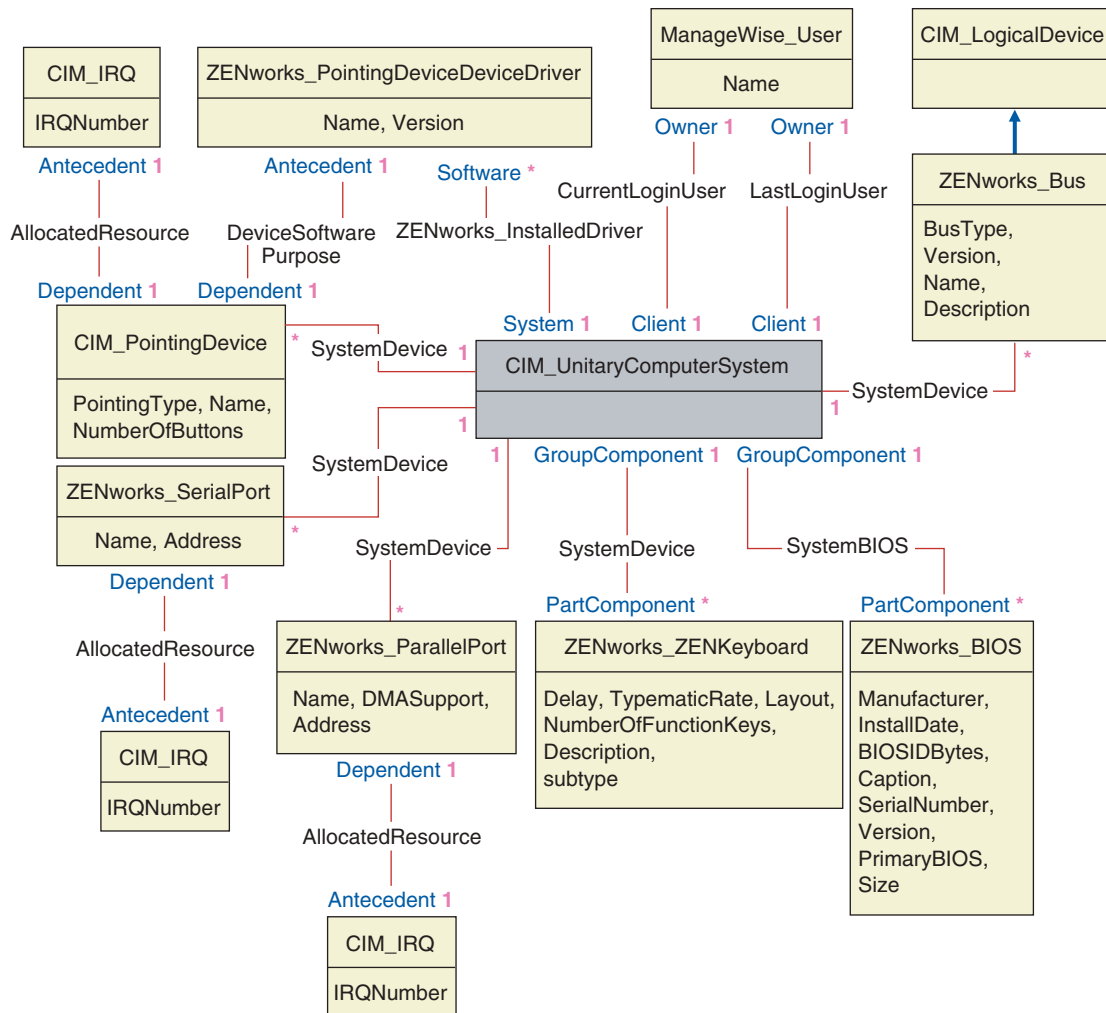 ManageWise_User
Name
CIM_LogicalDevice
CIM_IRQ
IRQNumber
ZENworks_PointingDeviceDeviceDriver
Name, Version
Owner 1
Owner 1
Antecedent 1
Antecedent 1
Software *
CurrentLoginUser
LastLoginUser
ZENworks_Bus
BusType,
Version,
Name,
Description
*
AllocatedResource
DeviceSoftware
Purpose
ZENworks_InstalledDriver
Dependent 1
Dependent 1
System 1
Client 1
Client 1
CIM_PointingDevice
PointingType, Name,
NumberOfButtons
*
SystemDevice
1
CIM_UnitaryComputerSystem
SystemDevice
1
1
SystemDevice
1
GroupComponent 1
GroupComponent 1
ZENworks_SerialPort
Name, Address
*
SystemDevice
SystemDevice
SystemBIOS
Dependent 1
*
PartComponent *
PartComponent *
AllocatedResource
Antecedent 1
CIM_IRQ
IRQNumber
ZENworks_ParallelPort
Name, DMASupport,
Address
Dependent 1
AllocatedResource
Antecedent 1
CIM_IRQ
IRQNumber
ZENworks_ZENKeyboard
Delay, TypematicRate, Layout,
NumberOfFunctionKeys,
Description,
subtype
ZENworks_BIOS
Manufacturer,
InstallDate,
BIOSIDBytes,
Caption,
SerialNumber,
Version,
PrimaryBIOS,
Size